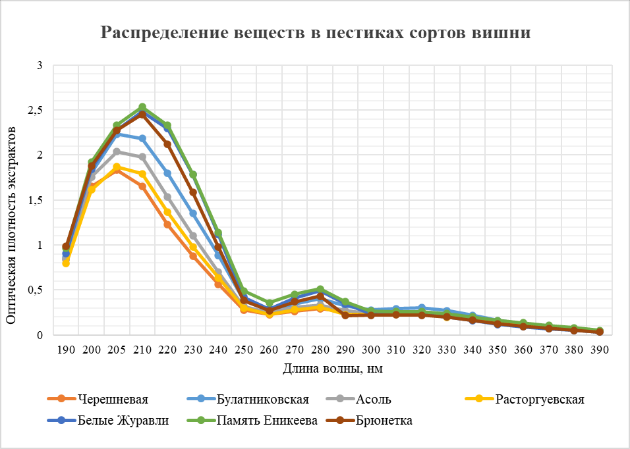 Распределение веществ в пестиках сортов вишни
Оптическая плотность экстрактов
3
2,5
2
1,5
1
0,5
0
190 200 205 210 220 230 240 250 260 270 280 290 300 310 320 330 340 350 360 370 380 390
Длина волны, нм
Черешневая Булатниковская Асоль Расторгуевская
Белые Журавли Память Еникеева Брюнетка